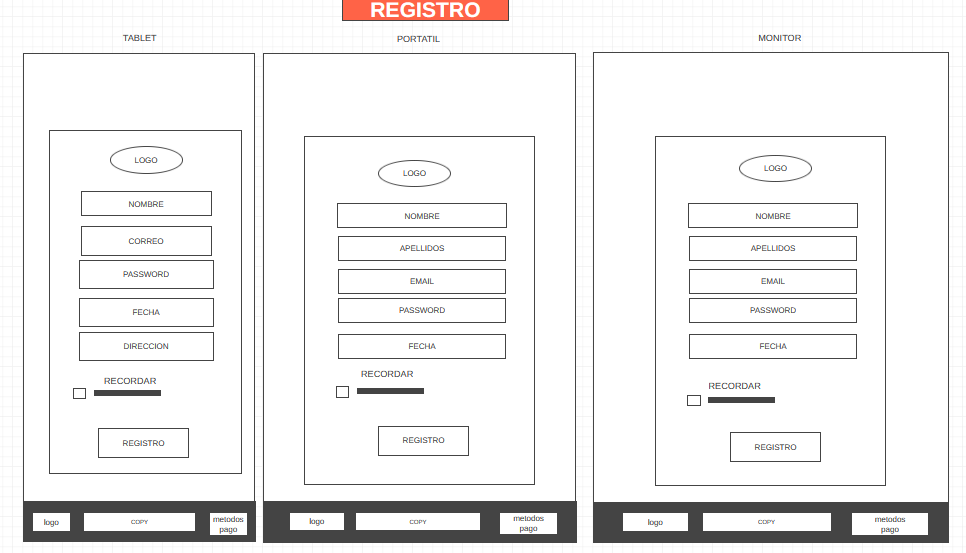 REGISTRO
TABLET
LOGO
NOMBRE
CORREO
PASSWORD
FECHA
DIRECCION
RECORDAR
REGISTRO
logo
COPY
metodos
pago
PORTATIL
LOGO
NOMBRE
APELLIDOS
EMAIL
PASSWORD
FECHA
RECORDAR
REGISTRO
logo
COPY
metodos
pago
MONITOR
LOGO
NOMBRE
APELLIDOS
EMAIL
PASSWORD
FECHA
RECORDAR
REGISTRO
logo
COPY
metodos
pago